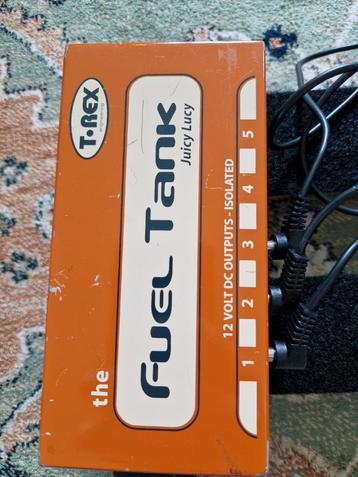 T-REX
engineering
the
Fuel Tank
Juicy Lucy
12 VOLT DC OUTPUTS - ISOLATED
1 2 3 4 5